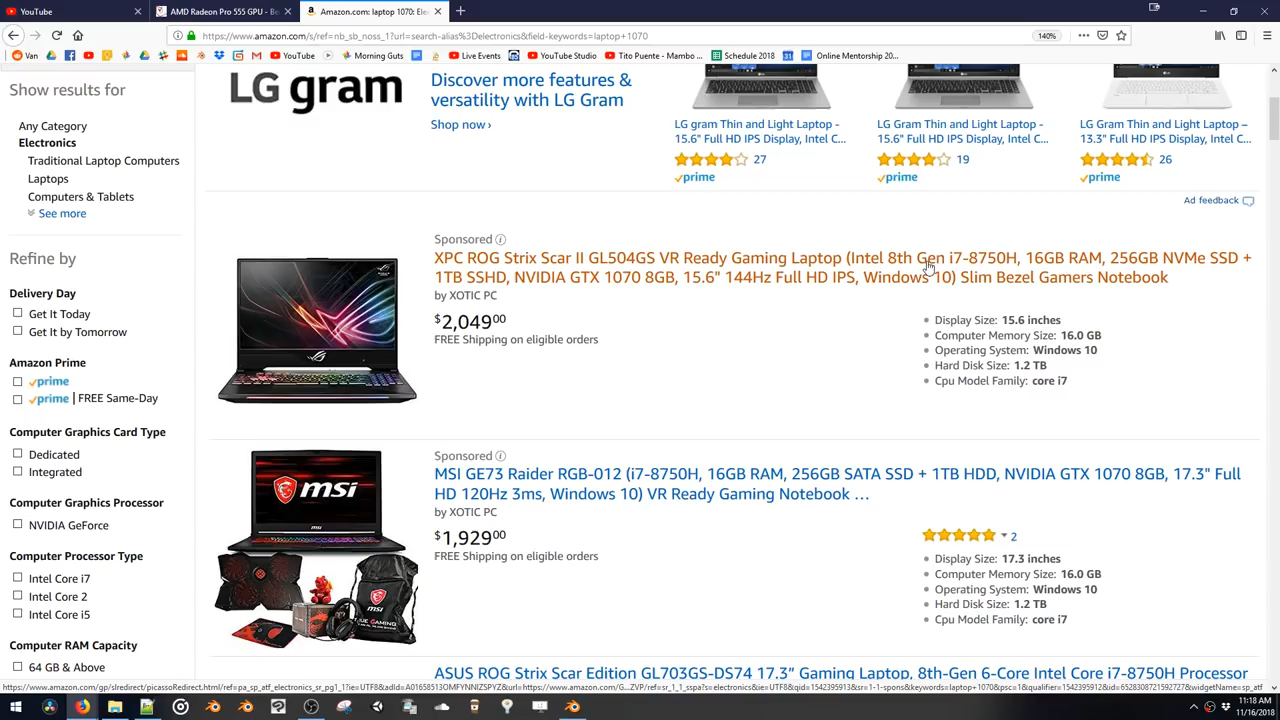 YouTube
AMD Radeon Pro 555 GPU - Be
Amazon.com: laptop 1070: Ele
https://www.amazon.com/s/ref=nb_sb_noss_1?url=search-alias%3Delectronics&field-keywords=laptop+1070
140%
Van
YouTube
Morning Guts
Live Events
YouTube Studio
Tito Puente - Mambo ...
Schedule 2018
Online Mentorship 20...
Show results for
Any Category
Electronics
Traditional Laptop Computers
Laptops
Computers & Tablets
See more
Refine by
Delivery Day
Get It Today
Get It by Tomorrow
Amazon Prime
prime
prime | FREE Same-Day
Computer Graphics Card Type
Dedicated
Integrated
Computer Graphics Processor
NVIDIA GeForce
Computer Processor Type
Intel Core i7
Intel Core 2
Intel Core i5
Computer RAM Capacity
64 GB & Above
LG gram
Discover more features &
versatility with LG Gram
Shop now ›
LG gram Thin and Light Laptop -
15.6" Full HD IPS Display, Intel C...
27
prime
LG Gram Thin and Light Laptop -
15.6" Full HD IPS Display, Intel C...
19
prime
LG Gram Thin and Light Laptop –
13.3" Full HD IPS Display, Intel C...
26
prime
Ad feedback
Sponsored
XPC ROG Strix Scar II GL504GS VR Ready Gaming Laptop (Intel 8th Gen i7-8750H, 16GB RAM, 256GB NVMe SSD +
1TB SSHD, NVIDIA GTX 1070 8GB, 15.6" 144Hz Full HD IPS, Windows 10) Slim Bezel Gamers Notebook
by XOTIC PC
$2,04900
FREE Shipping on eligible orders
Display Size: 15.6 inches
Computer Memory Size: 16.0 GB
Operating System: Windows 10
Hard Disk Size: 1.2 TB
Cpu Model Family: core i7
Sponsored
MSI GE73 Raider RGB-012 (i7-8750H, 16GB RAM, 256GB SATA SSD + 1TB HDD, NVIDIA GTX 1070 8GB, 17.3" Full
HD 120Hz 3ms, Windows 10) VR Ready Gaming Notebook ...
by XOTIC PC
$1,92900
FREE Shipping on eligible orders
2
Display Size: 17.3 inches
Computer Memory Size: 16.0 GB
Operating System: Windows 10
Hard Disk Size: 1.2 TB
Cpu Model Family: core i7
msi
ASUS ROG Strix Scar Edition GL703GS-DS74 17.3” Gaming Laptop, 8th-Gen 6-Core Intel Core i7-8750H Processor
11:18 AM
11/16/2018